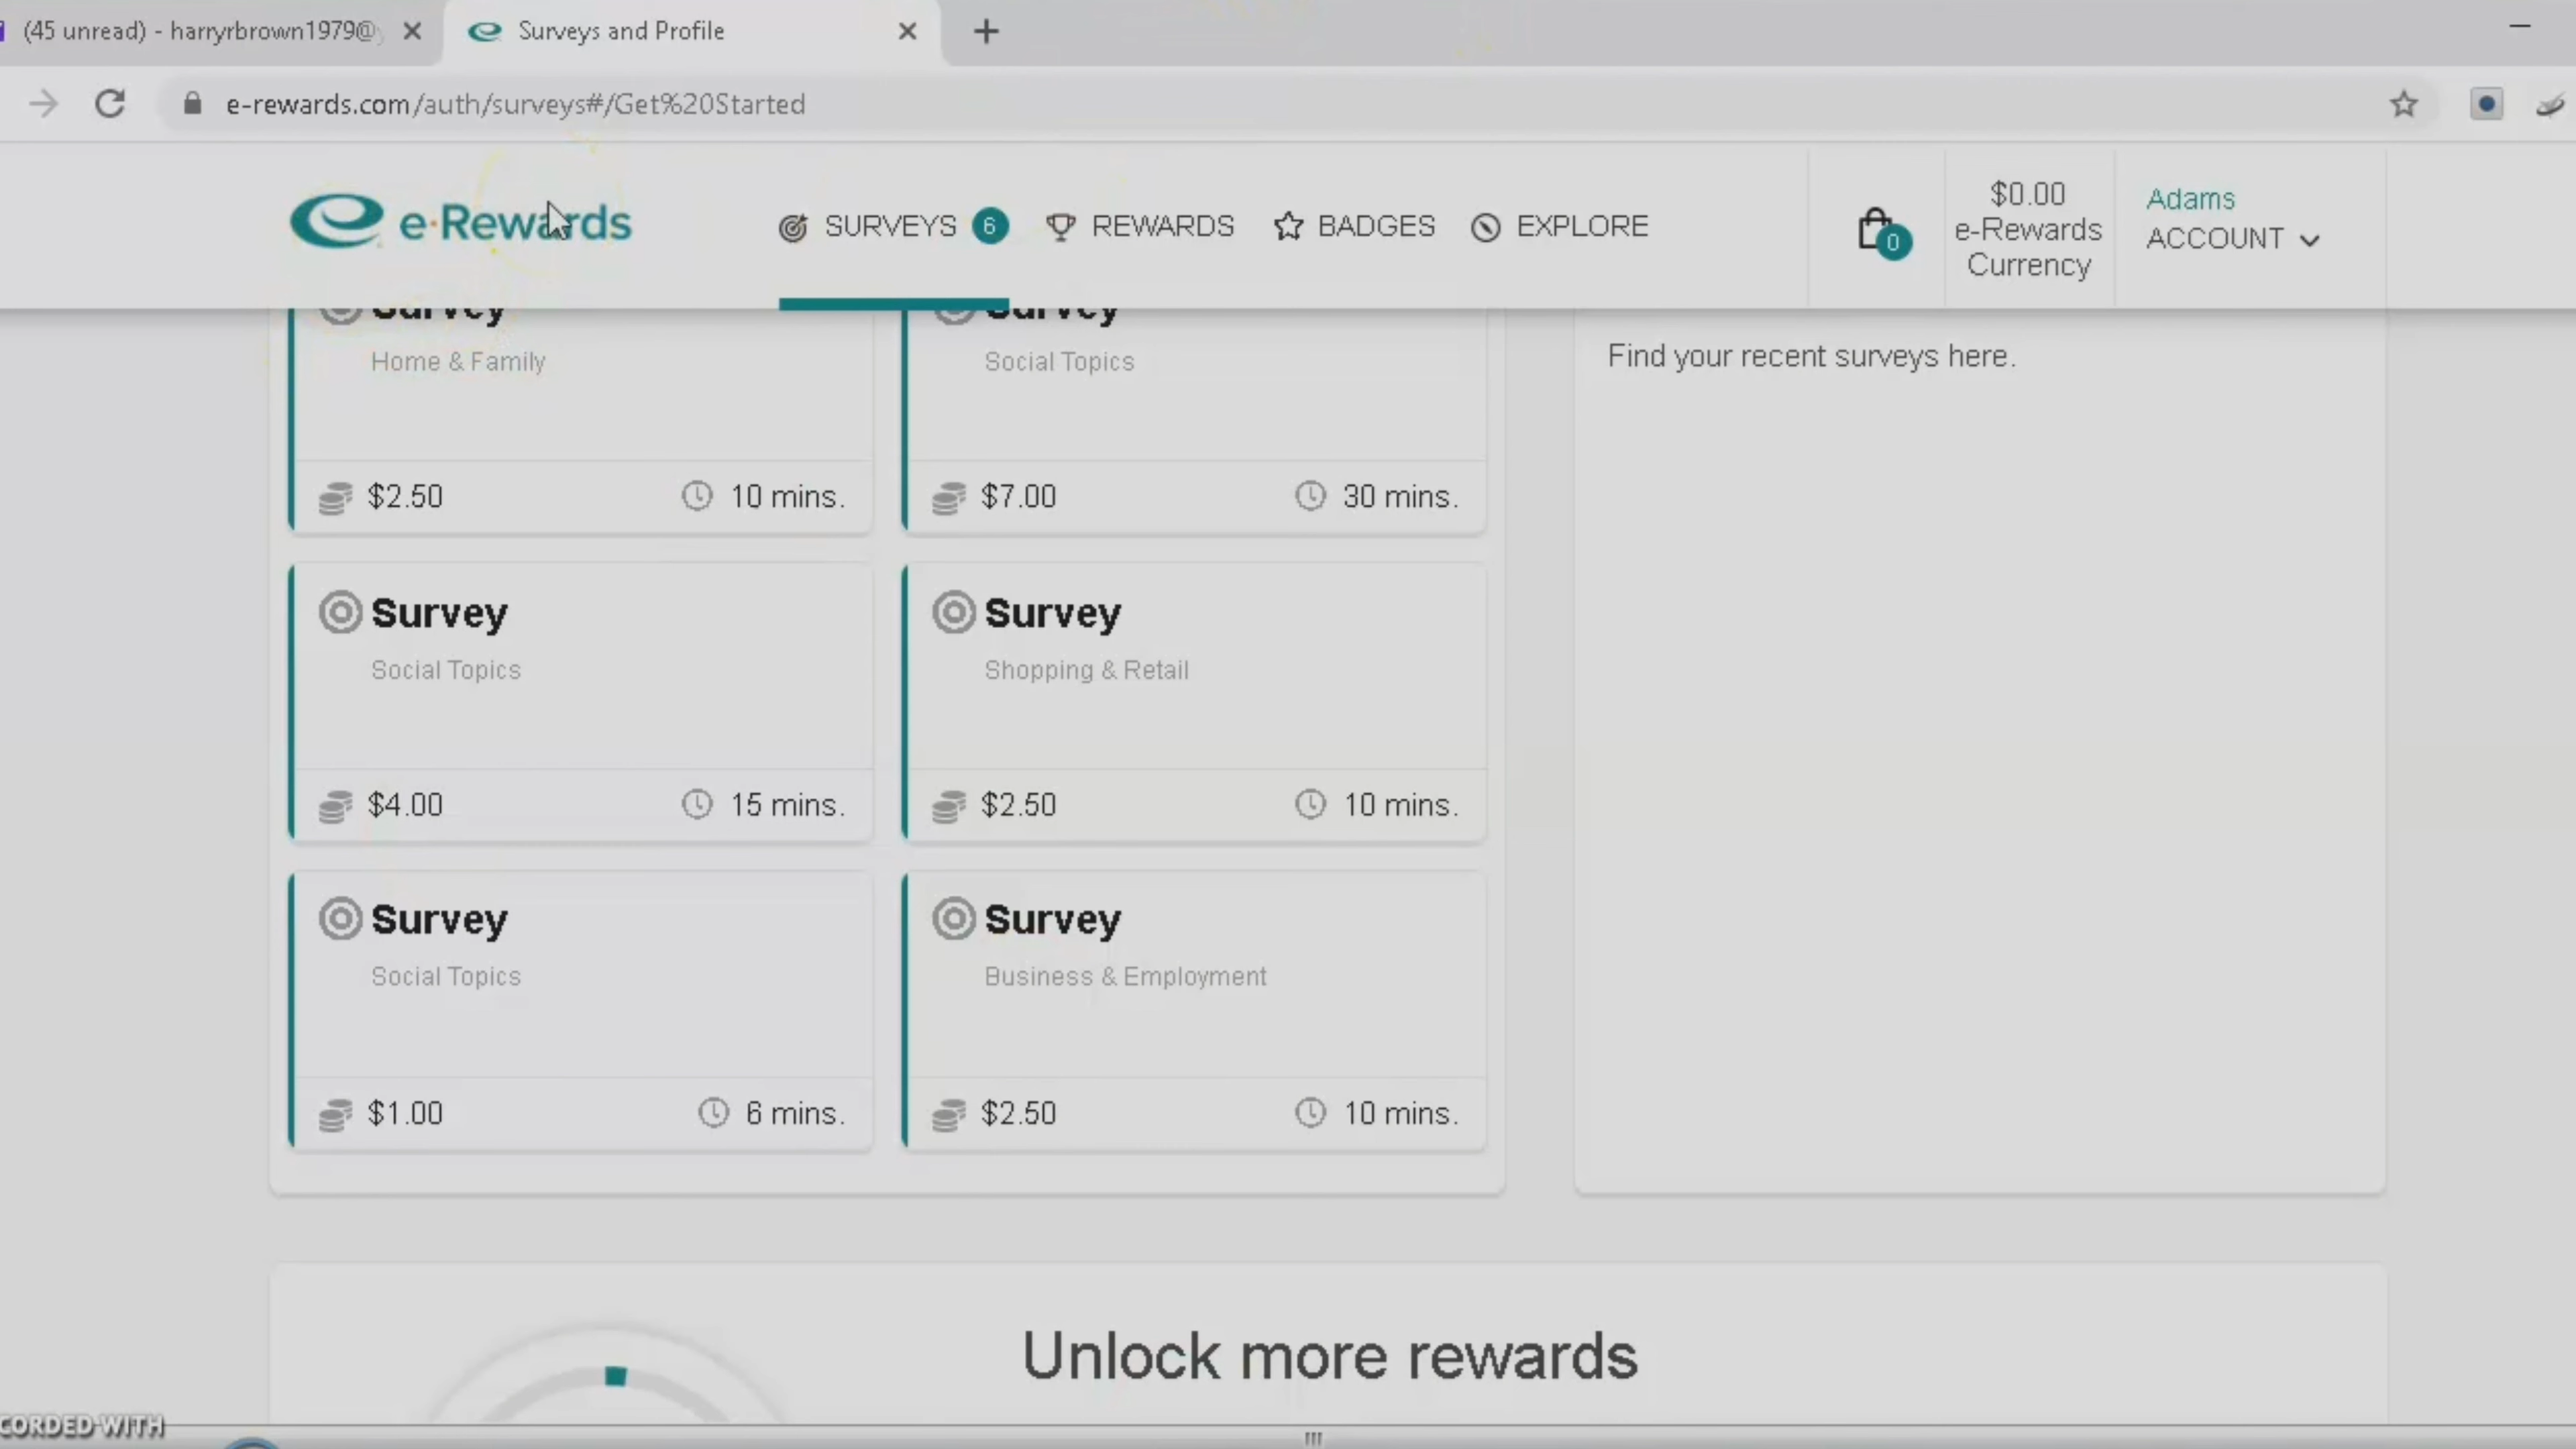 (45 unread) - harryrbrown1979@
Surveys and Profile
e-rewards.com/auth/surveys#/Get%20Started
e-Rewards
SURVEYS 6
REWARDS
BADGES
EXPLORE
0
$0.00
e-Rewards
Currency
Adams
ACCOUNT
Survey
Home & Family
$2.50
10 mins.
Survey
Social Topics
$7.00
30 mins.
Find your recent surveys here.
Survey
Social Topics
$4.00
15 mins.
Survey
Shopping & Retail
$2.50
10 mins.
Survey
Social Topics
$1.00
6 mins.
Survey
Business & Employment
$2.50
10 mins.
Unlock more rewards
CORDED WITH